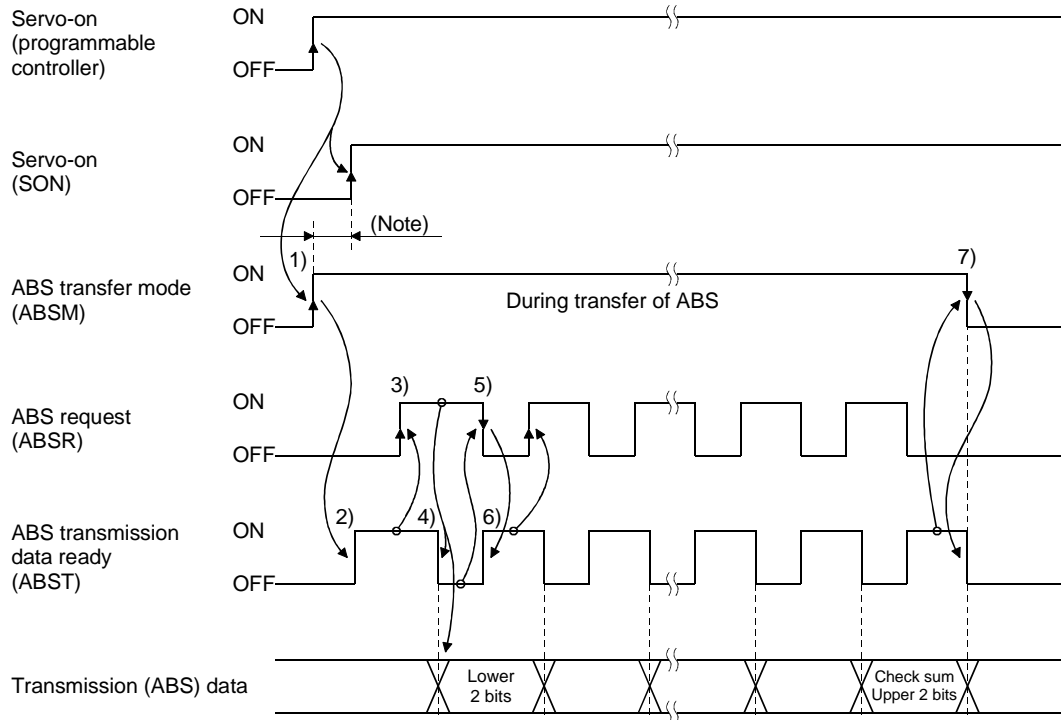 Servo-on
(programmable
controller)
ON
OFF
Servo-on
(SON)
ON
OFF
(Note)
ABS transfer mode
(ABSM)
ON
OFF
1)
During transfer of ABS
7)
ABS request
(ABSR)
ON
OFF
3)
5)
ABS transmission
data ready
(ABST)
ON
OFF
2)
4)
6)
Transmission (ABS) data
Lower
2 bits
Check sum
Upper 2 bits